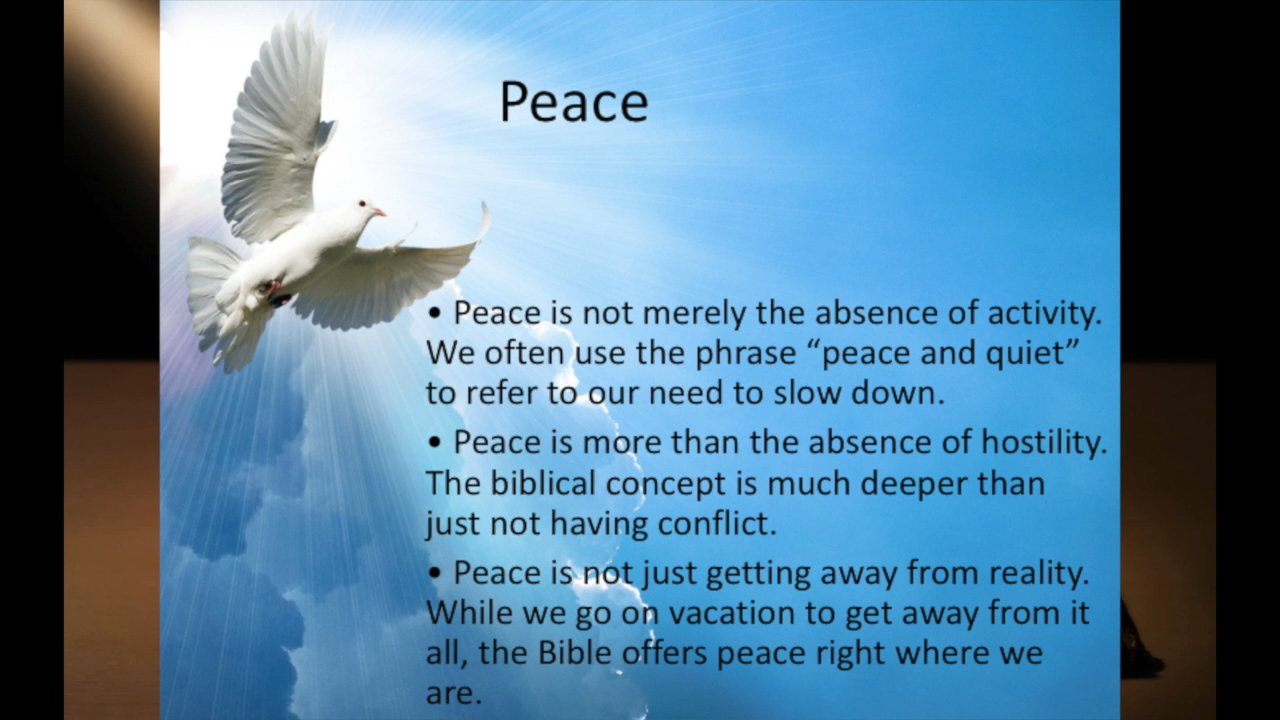 Peace
• Peace is not merely the absence of activity.
We often use the phrase “peace and quiet”
to refer to our need to slow down.
• Peace is more than the absence of hostility.
The biblical concept is much deeper than
just not having conflict.
• Peace is not just getting away from reality.
While we go on vacation to get away from it
all, the Bible offers peace right where we
are.